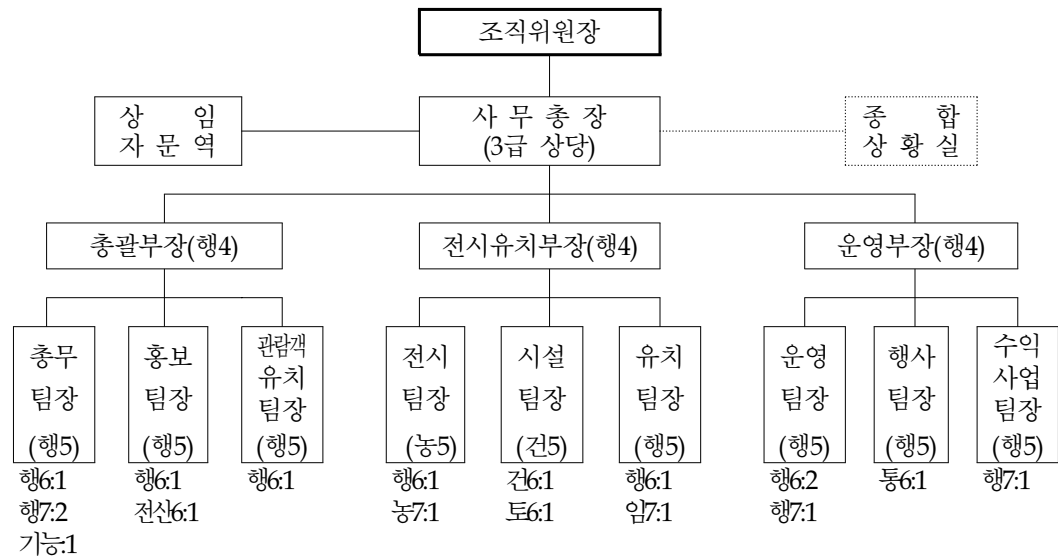 조직위원장
상 임
자 문 역
사 무 총 장
(3급 상당)
종 합
상 황 실
총괄부장(행4)
전시유치부장(행4)
운영부장(행4)
총무
팀장
(행5)
홍보
팀장
(행5)
관람객
유치
팀장
(행5)
전시
팀장
(농5)
시설
팀장
(건5)
유치
팀장
(행5)
운영
팀장
(행5)
행사
팀장
(행5)
수익
사업
팀장
(행5)
행6:1
행7:2
기능:1
행6:1
전산6:1
행6:1
행6:1
농7:1
건6:1
토6:1
행6:1
임7:1
행6:2
행7:1
통6:1
행7:1